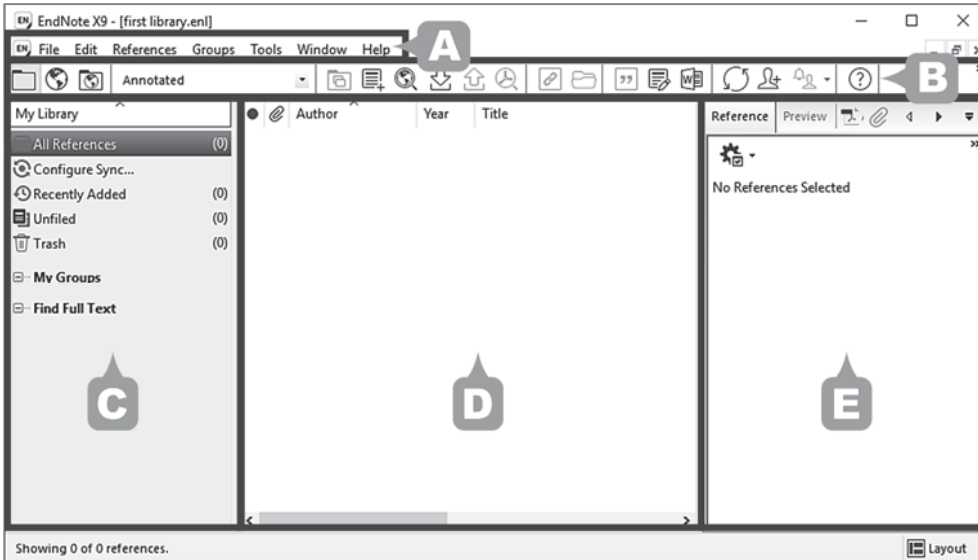 EN EndNote X9 - [first library.enl]
EN File Edit References Groups Tools Window Help A
Annotated B
My Library Author Year Title Reference Preview
All References (0)
Configure Sync...
Recently Added (0)
No References Selected
Unfiled (0)
Trash (0)
My Groups
Find Full Text
C D E
Showing 0 of 0 references. Layout